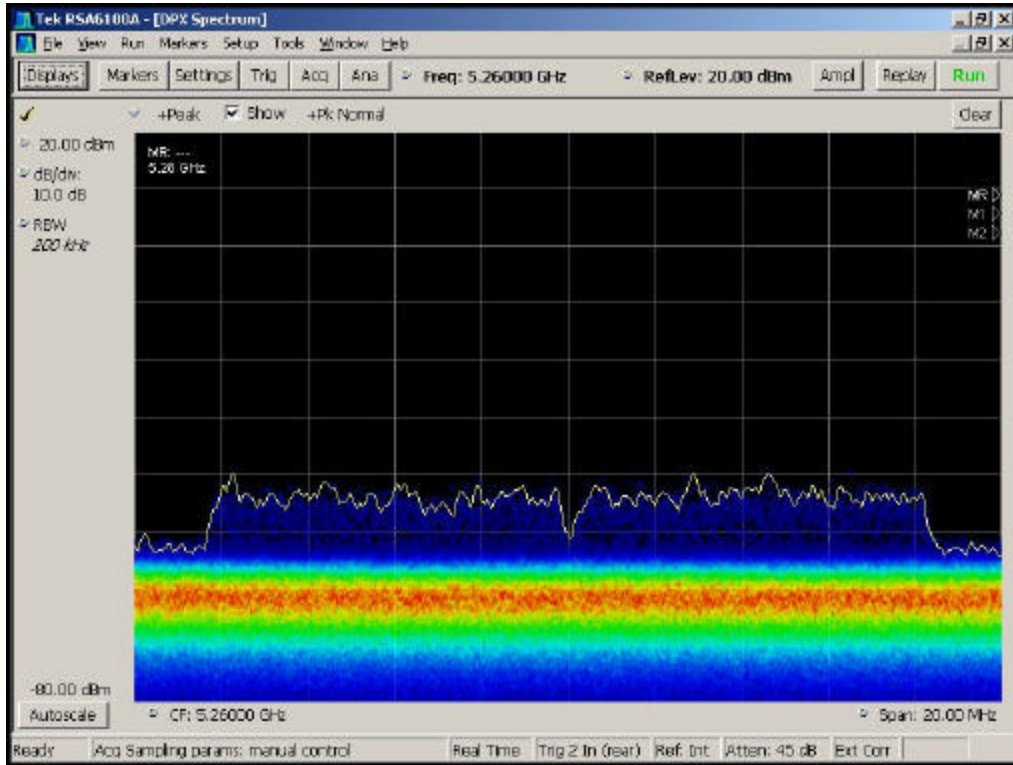 Tek RSA6100A - [DPX Spectrum]
File View Run Markers Setup Tools Window Help
Displays Markers Settings Trig Acq Ana Freq: 5.26000 GHz RefLev: 20.00 dBm Ampl Replay Run
+Peak Show +Pk Normal Clear
20.00 dBm
dB/div:
10.0 dB
RBW
200 kHz
MR: ---
5.26 GHz
MR
M1
M2
-80.00 dBm
Autoscale CF: 5.26000 GHz Span: 20.00 MHz
Ready Acq Sampling params: manual control Real Time Trig 2 In (rear) Ref: Int Atten: 45 dB Ext Corr